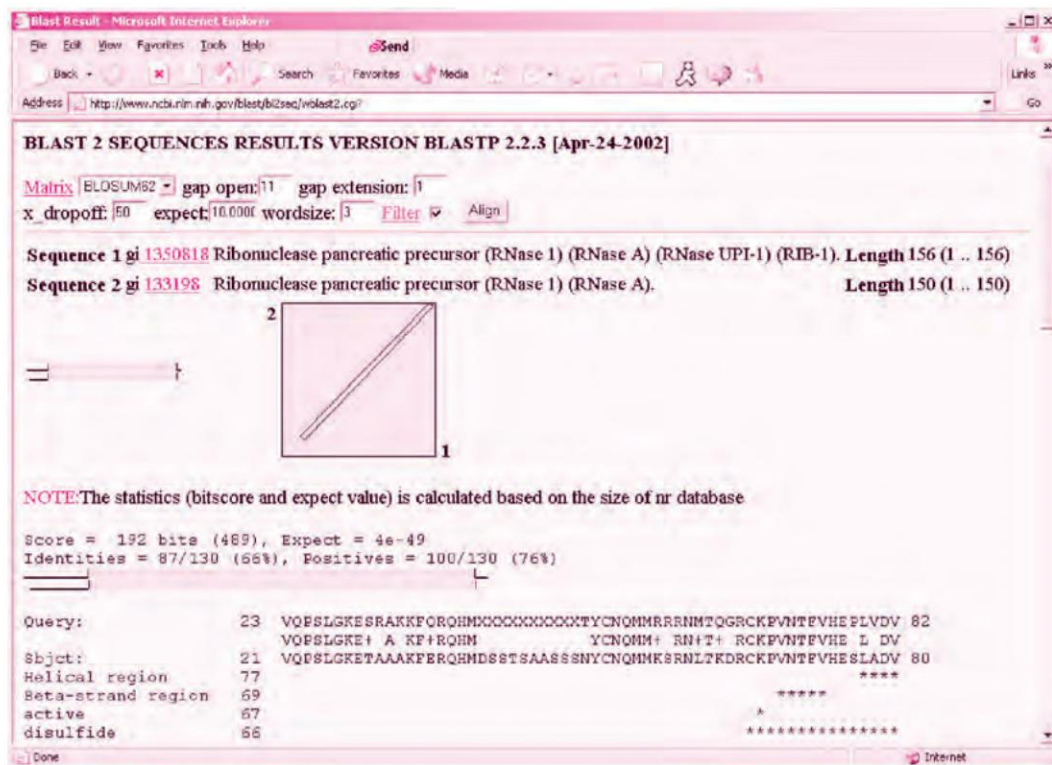 Blast Result - Microsoft Internet Explorer
File Edit View Favorites Tools Help Send
Back Search Favorites Media Links »
Address http://www.ncbi.nlm.nih.gov/blast/bl2seq/wblast2.cgi? Go
BLAST 2 SEQUENCES RESULTS VERSION BLASTP 2.2.3 [Apr-24-2002]
Matrix BLOSUM62 gap open: 11 gap extension: 1
x_dropoff: 50 expect: 10.000 wordsize: 3 Filter Align
Sequence 1 gi 1350818 Ribonuclease pancreatic precursor (RNase 1) (RNase A) (RNase UPI-1) (RIB-1). Length 156 (1 .. 156)
Sequence 2 gi 133198 Ribonuclease pancreatic precursor (RNase 1) (RNase A). Length 150 (1 .. 150)
2
1
NOTE:The statistics (bitscore and expect value) is calculated based on the size of nr database
Score = 192 bits (489), Expect = 4e-49
Identities = 87/130 (66%), Positives = 100/130 (76%)
Query: 23 VQPSLGKESRAKKFQRQHMXXXXXXXXXXXTYCNQMMRRRNMTQGRCKPVNTFVHEPLVDV 82
VQPSLGKE+ A KF+RQHM YCNQMM+ RN+T+ RCKPVNTFVHE L DV
Sbjct: 21 VQPSLGKETAAAKFERQHMDSSTSAASSSNYCNQMMKSRNLTKDRCKPVNTFVHESLADV 80
Helical region 77 ****
Beta-strand region 69 *****
active 67 *
disulfide 66 ***************
Done Internet